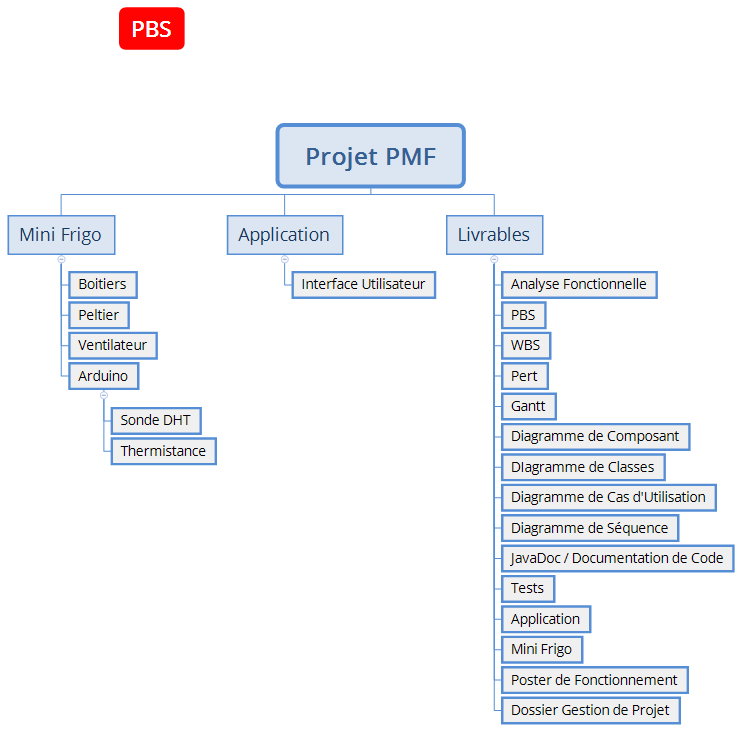 PBS
Projet PMF
Mini Frigo
Boitiers
Peltier
Ventilateur
Arduino
Sonde DHT
Thermistance
Application
Interface Utilisateur
Livrables
Analyse Fonctionnelle
PBS
WBS
Pert
Gantt
Diagramme de Composant
DIagramme de Classes
Diagramme de Cas d'Utilisation
Diagramme de Séquence
JavaDoc / Documentation de Code
Tests
Application
Mini Frigo
Poster de Fonctionnement
Dossier Gestion de Projet